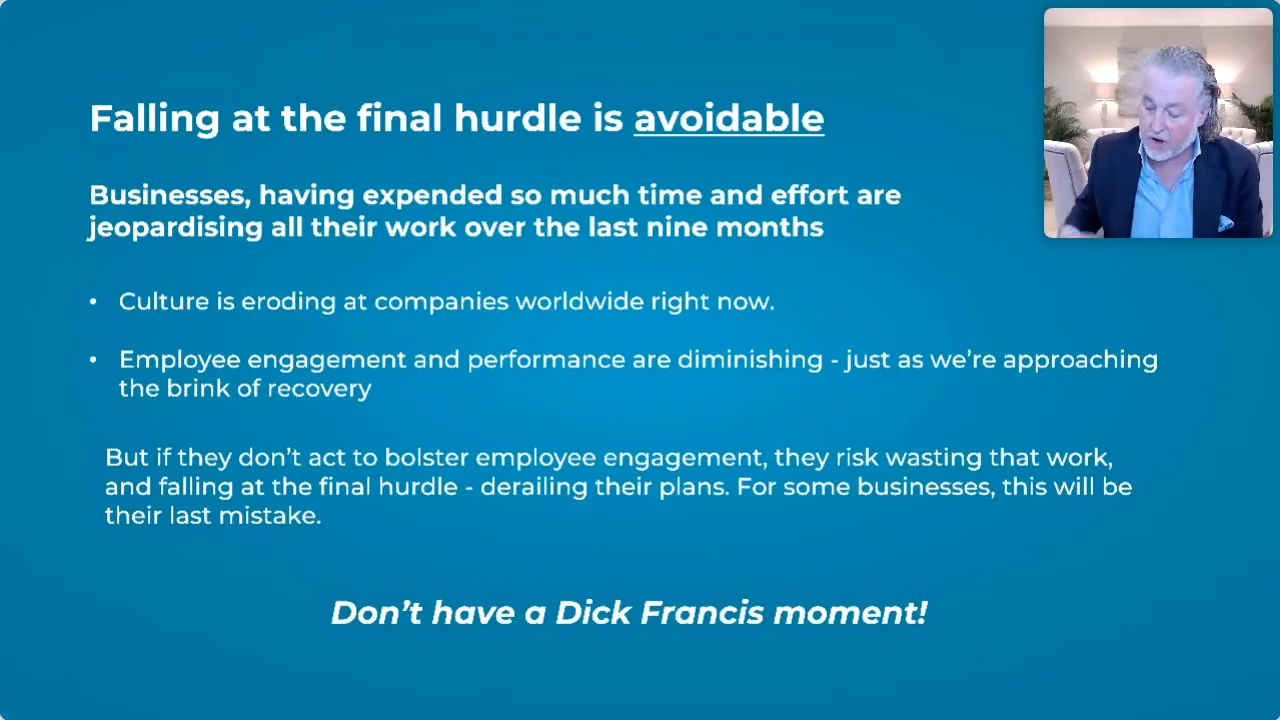 Falling at the final hurdle is avoidable
Businesses, having expended so much time and effort are
jeopardising all their work over the last nine months
• Culture is eroding at companies worldwide right now.
• Employee engagement and performance are diminishing - just as we’re approaching
the brink of recovery
But if they don’t act to bolster employee engagement, they risk wasting that work,
and falling at the final hurdle - derailing their plans. For some businesses, this will be
their last mistake.
Don’t have a Dick Francis moment!